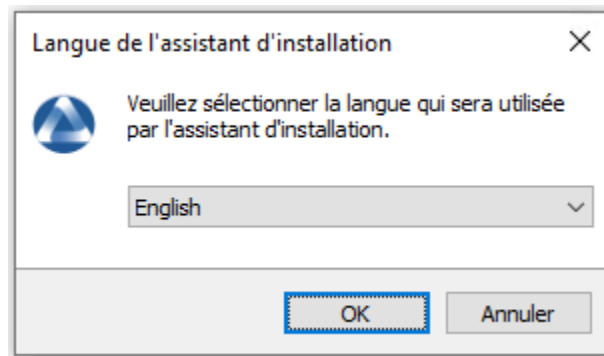 Langue de l'assistant d'installation
Veuillez sélectionner la langue qui sera utilisée
par l'assistant d'installation.
English
OK
Annuler